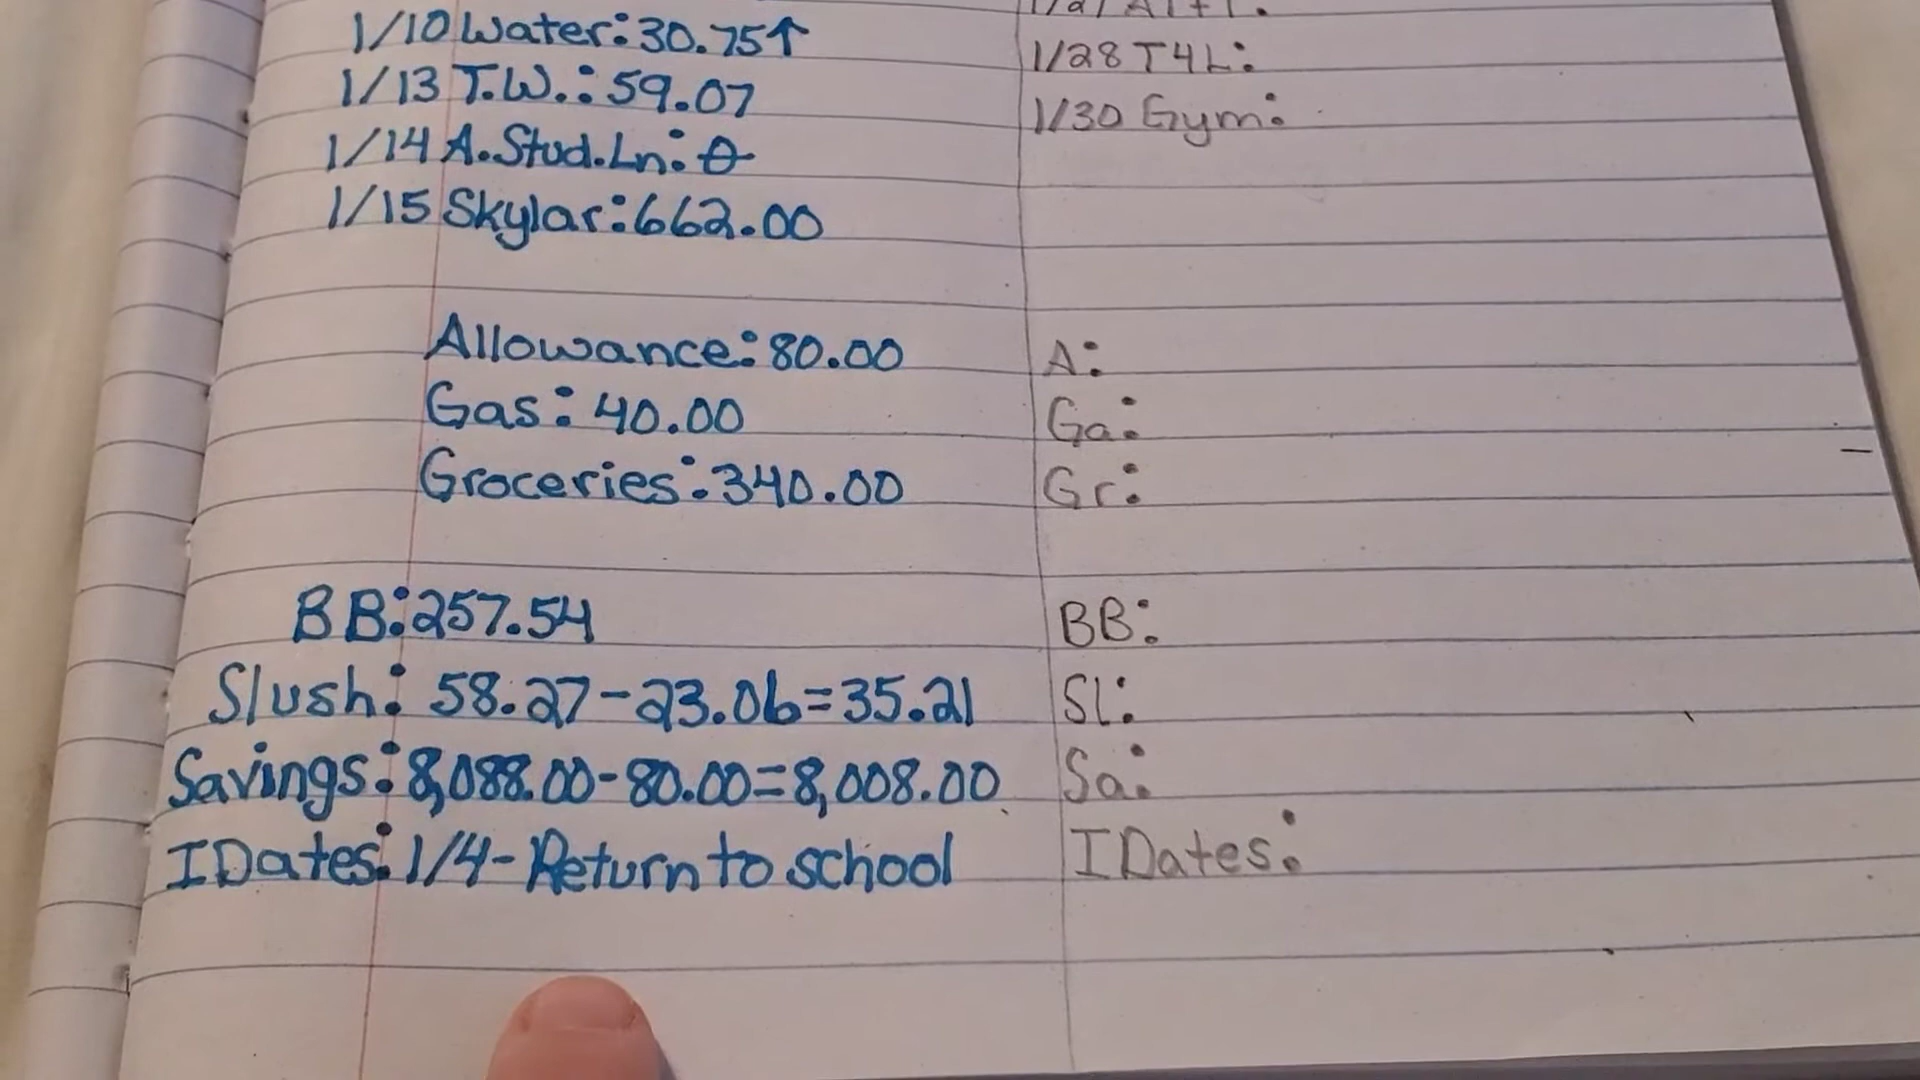 1/10 Water: 30.75↑
1/13 T.W.: 59.07
1/14 A.Stud.Ln: 0
1/15 Skylar: 662.00
Allowance: 80.00
Gas: 40.00
Groceries: 340.00
BB: 257.54
Slush: 58.27-23.06=35.21
Savings: 8,088.00-80.00=8,008.00
IDates: 1/4-Return to school
1/28 T4L:
1/30 Gym:
A:
Ga:
Gr:
BB:
Sl:
Sa:
IDates: